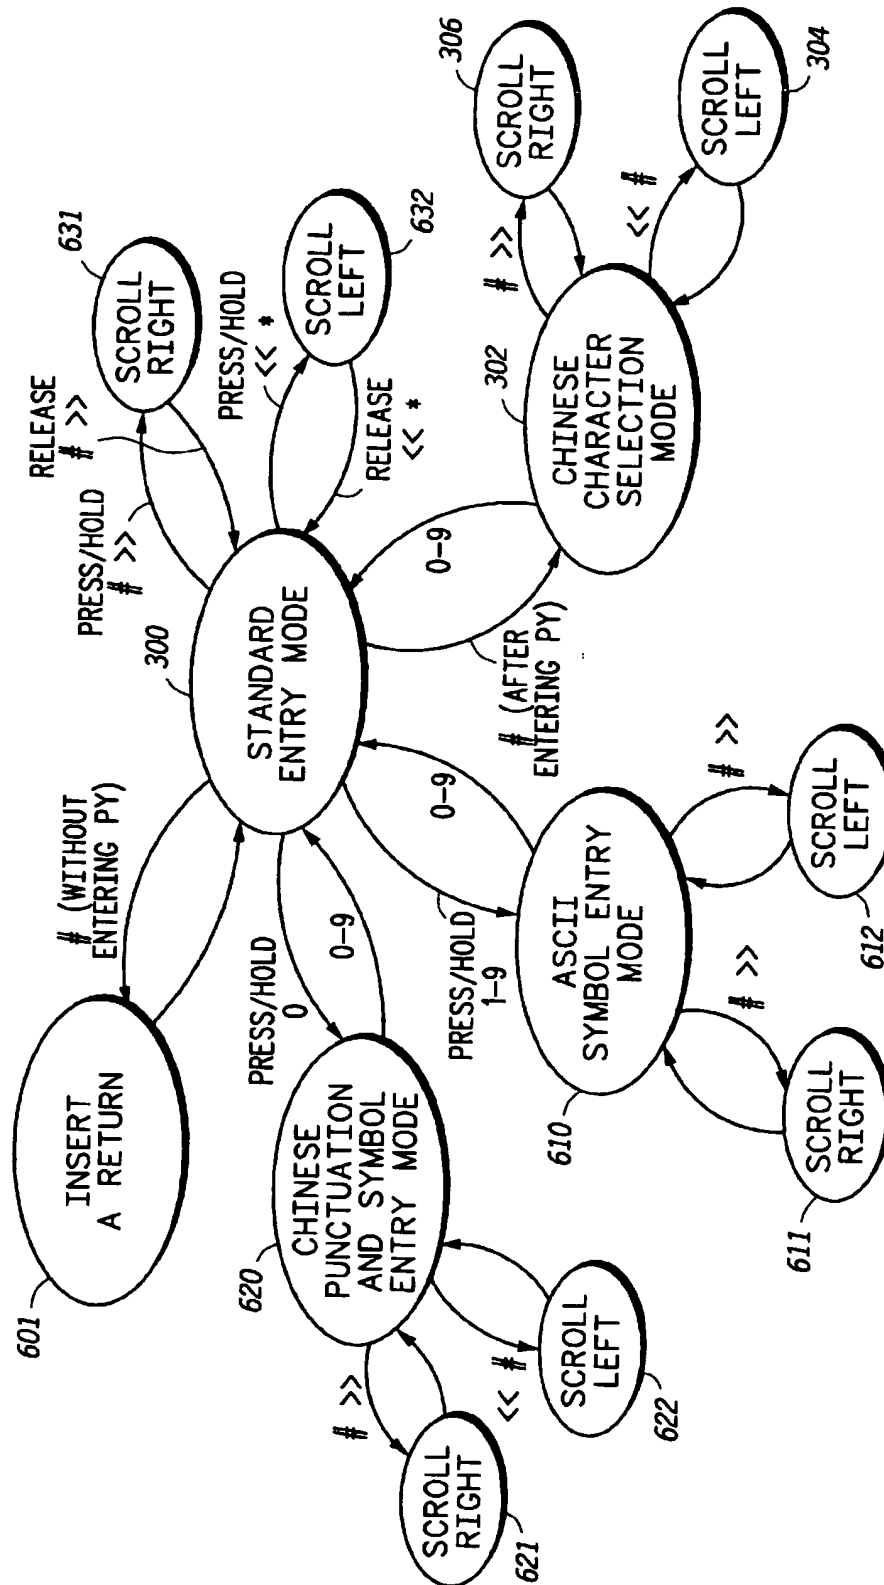 601
INSERT
A RETURN
# (WITHOUT
ENTERING PY)
300
STANDARD
ENTRY MODE
PRESS/HOLD
# >>
RELEASE
# >>
631
SCROLL
RIGHT
PRESS/HOLD
<< *
RELEASE
<< *
632
SCROLL
LEFT
620
CHINESE
PUNCTUATION
AND SYMBOL
ENTRY MODE
PRESS/HOLD
0
0-9
# >>
621
SCROLL
RIGHT
<< #
622
SCROLL
LEFT
PRESS/HOLD
1-9
0-9
610
ASCII
SYMBOL ENTRY
MODE
# >>
611
SCROLL
RIGHT
# >>
612
SCROLL
LEFT
# (AFTER
ENTERING PY)
0-9
302
CHINESE
CHARACTER
SELECTION
MODE
# >>
306
SCROLL
RIGHT
<< #
304
SCROLL
LEFT